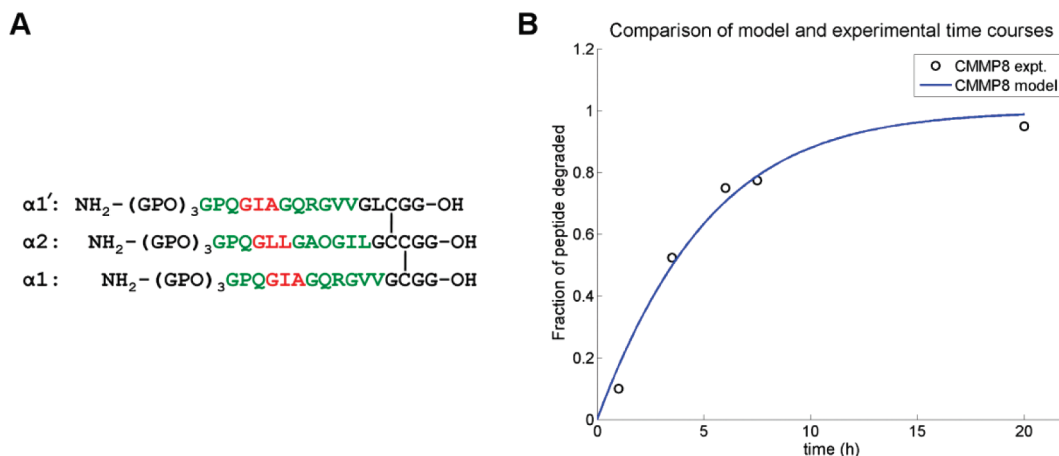 A
α1′: NH₂-(GPO)₃GPQGIAGQRGVVGLCGG-OH
α2: NH₂-(GPO)₃GPQGLLGAOGILGCCGG-OH
α1: NH₂-(GPO)₃GPQGIAGQRGVVGCGG-OH
B
Comparison of model and experimental time courses
CMMP8 expt.
CMMP8 model
Fraction of peptide degraded
1.2
1
0.8
0.6
0.4
0.2
0
0
5
10
15
20
time (h)